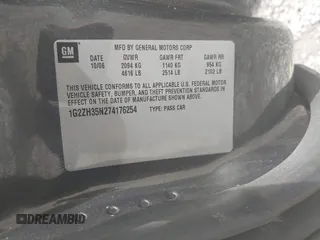 GM
MFD BY GENERAL MOTORS CORP
DATE GVWR GAWR FRT GAWR RR
10/06 2094 KG 1140 KG 954 KG
4616 LB 2514 LB 2102 LB
THIS VEHICLE CONFORMS TO ALL APPLICABLE U.S. FEDERAL MOTOR VEHICLE SAFETY, BUMPER, AND THEFT PREVENTION STANDARDS IN EFFECT ON THE DATE OF MANUFACTURE SHOWN ABOVE.
1G2ZH35N274176254 TYPE: PASS CAR
DREAMBID